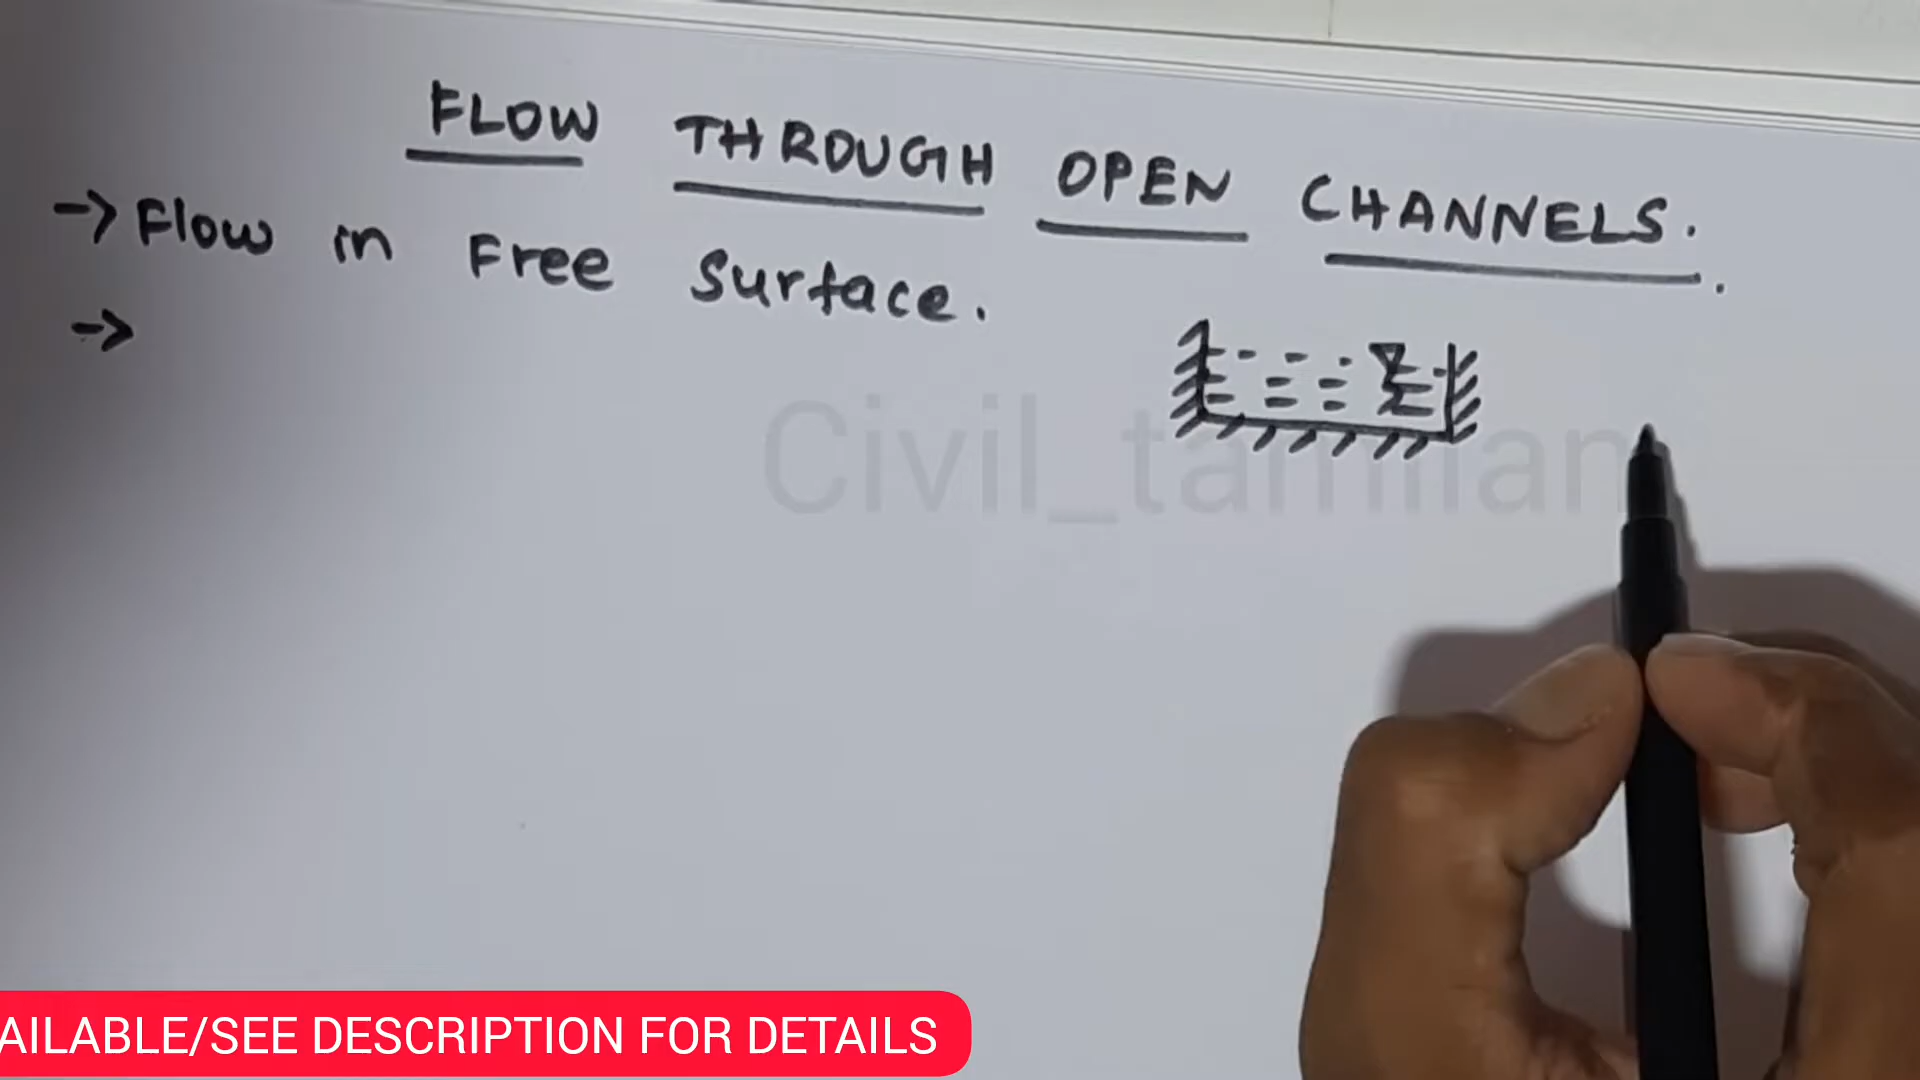 FLOW THROUGH OPEN CHANNELS.
-> Flow in Free Surface.
->
Civil_tamilan
AILABLE/SEE DESCRIPTION FOR DETAILS